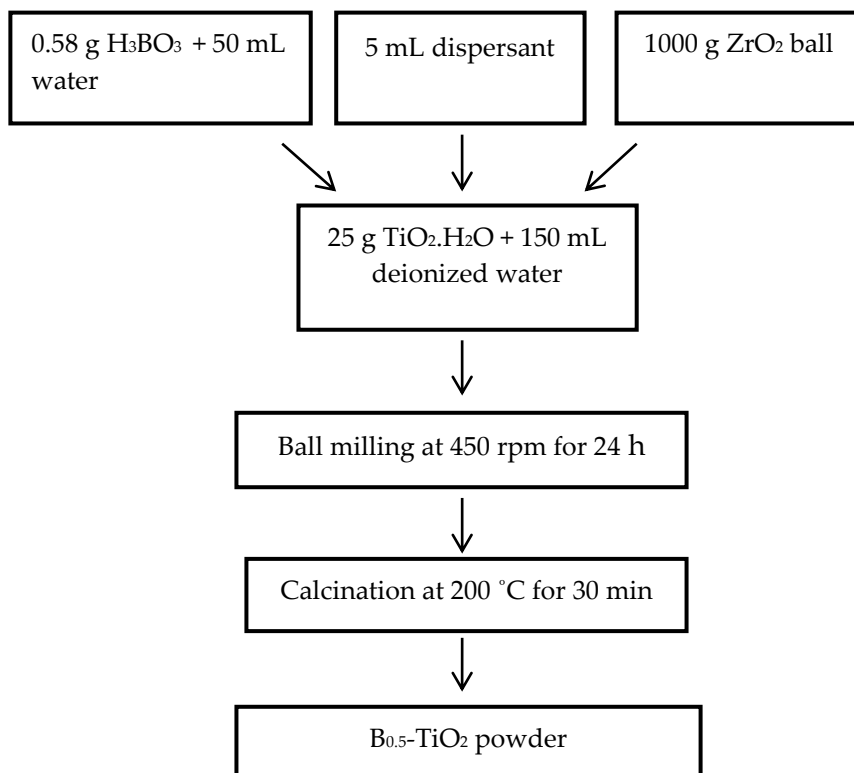 0.58 g H₃BO₃ + 50 mL
water
5 mL dispersant
1000 g ZrO₂ ball
25 g TiO₂.H₂O + 150 mL
deionized water
Ball milling at 450 rpm for 24 h
Calcination at 200 °C for 30 min
B₀.₅-TiO₂ powder